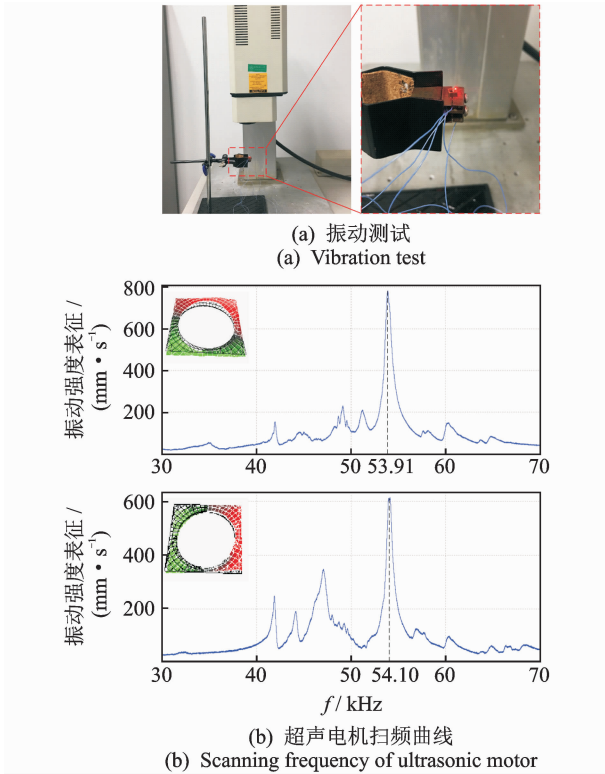 (a) 振动测试
(a) Vibration test
振动强度表征 /
(mm·s⁻¹)
800
600
400
200
30
40
50
53.91
60
70
振动强度表征 /
(mm·s⁻¹)
600
400
200
30
40
50
54.10
60
70
f / kHz
(b) 超声电机扫频曲线
(b) Scanning frequency of ultrasonic motor